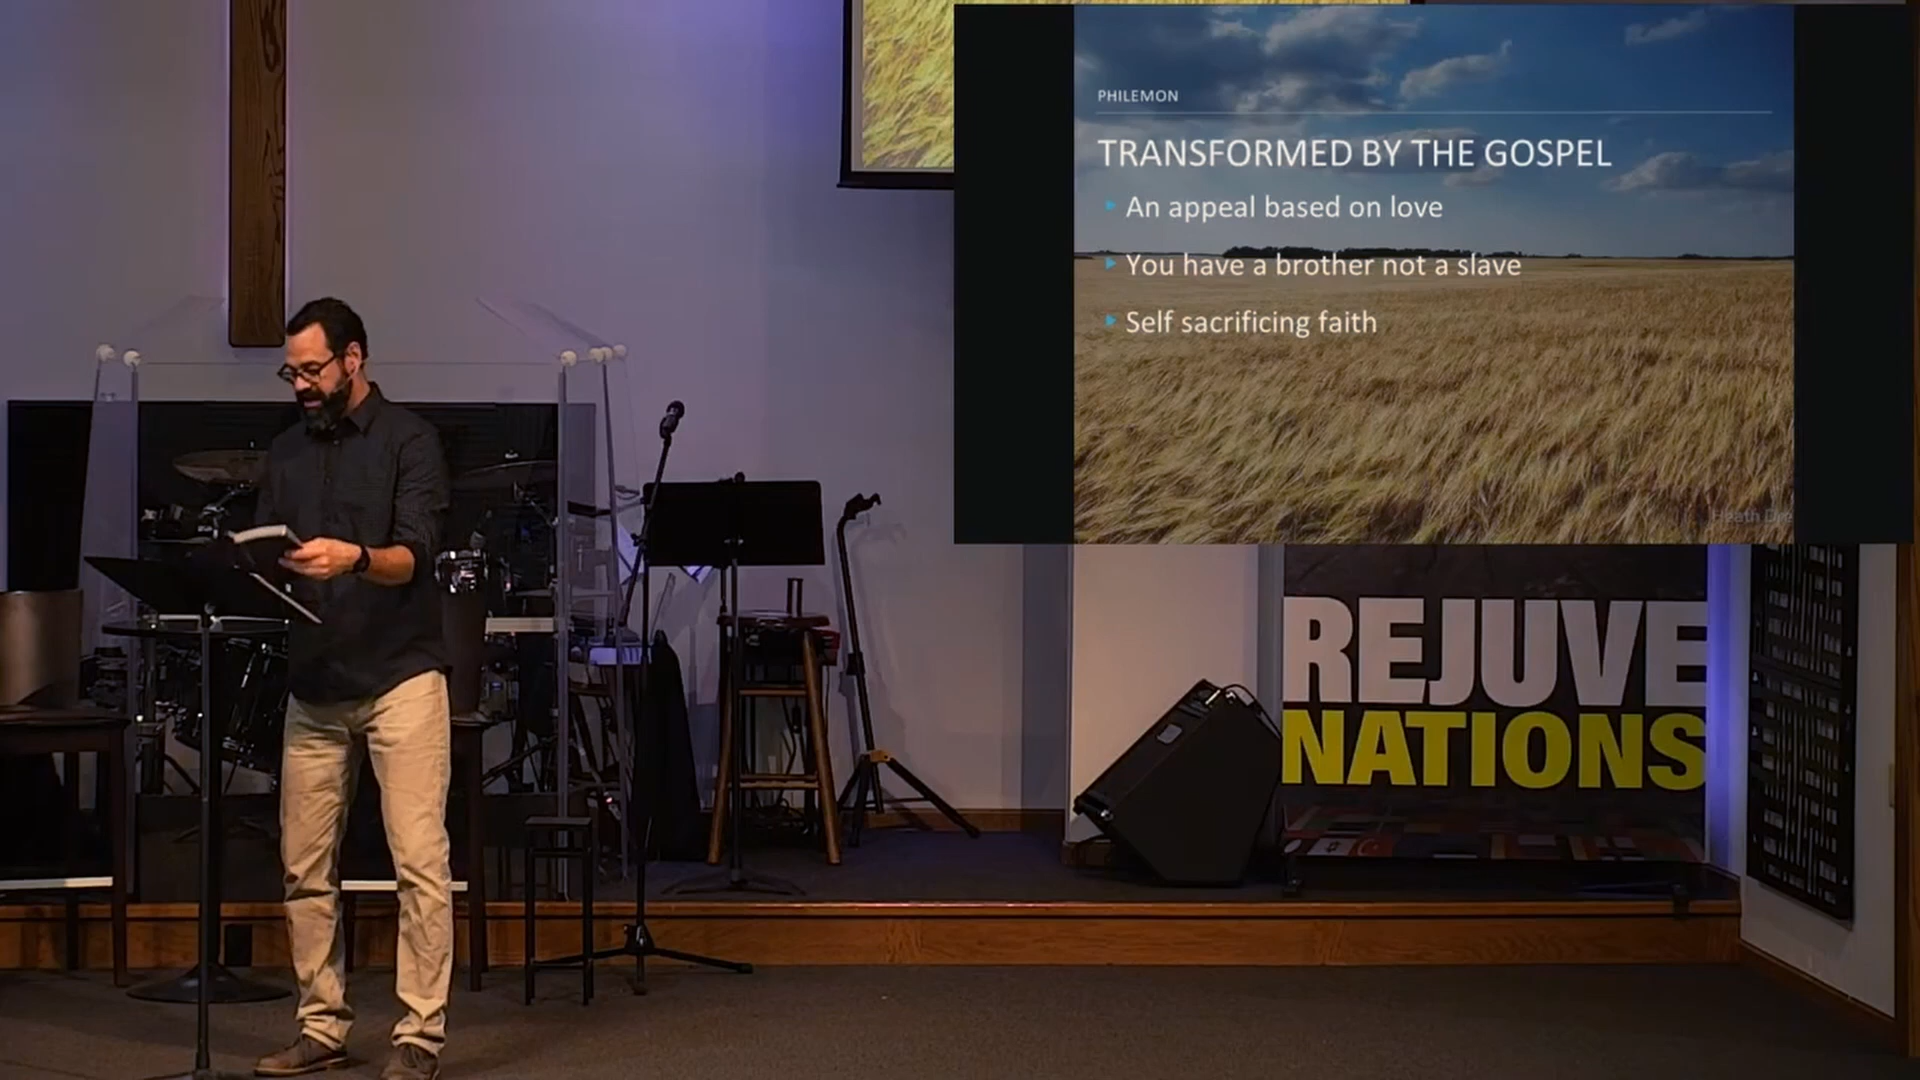 PHILEMON
TRANSFORMED BY THE GOSPEL
An appeal based on love
You have a brother not a slave
Self sacrificing faith
Heath
REJUVE
NATIONS